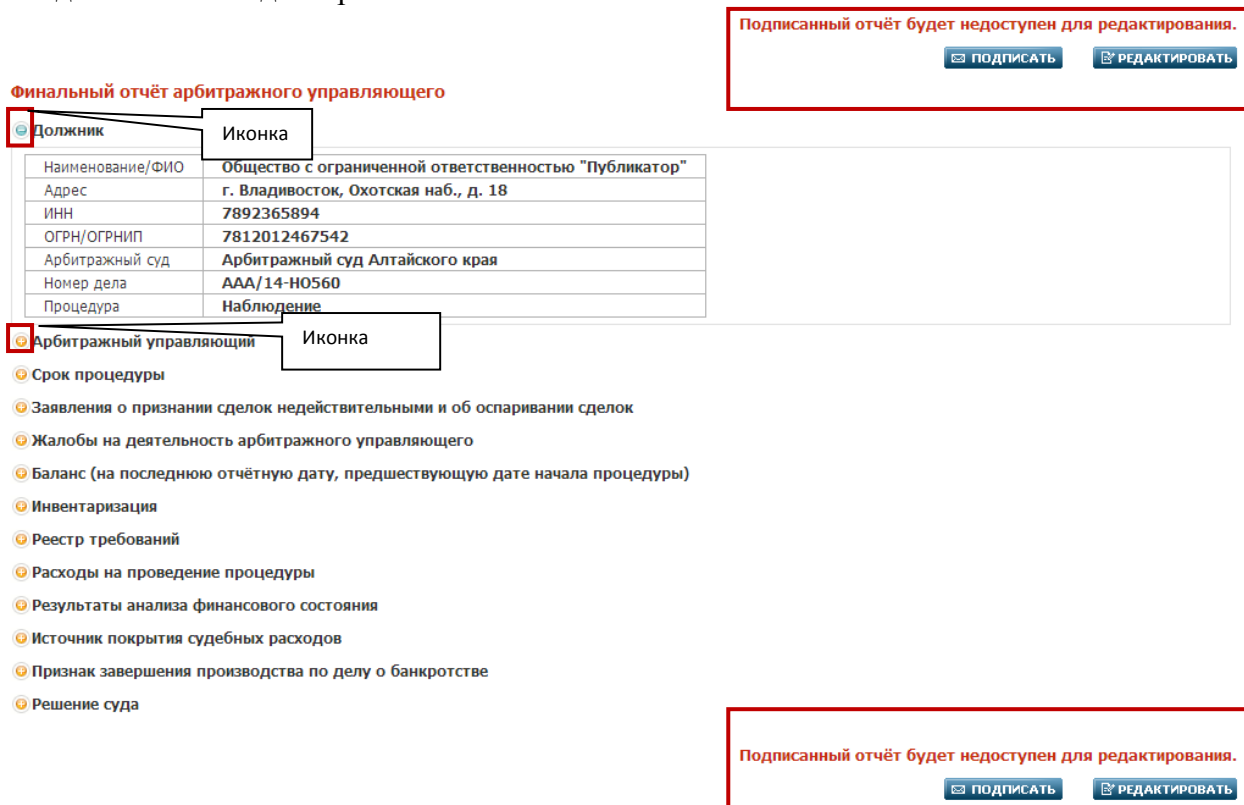 Подписанный отчёт будет недоступен для редактирования.
ПОДПИСАТЬ РЕДАКТИРОВАТЬ
Финальный отчёт арбитражного управляющего
Должник
Иконка
Наименование/ФИО Общество с ограниченной ответственностью "Публикатор"
Адрес г. Владивосток, Охотская наб., д. 18
ИНН 7892365894
ОГРН/ОГРНИП 7812012467542
Арбитражный суд Арбитражный суд Алтайского края
Номер дела ААА/14-НО560
Процедура Наблюдение
Арбитражный управляющий
Иконка
Срок процедуры
Заявления о признании сделок недействительными и об оспаривании сделок
Жалобы на деятельность арбитражного управляющего
Баланс (на последнюю отчётную дату, предшествующую дате начала процедуры)
Инвентаризация
Реестр требований
Расходы на проведение процедуры
Результаты анализа финансового состояния
Источник покрытия судебных расходов
Признак завершения производства по делу о банкротстве
Решение суда
Подписанный отчёт будет недоступен для редактирования.
ПОДПИСАТЬ РЕДАКТИРОВАТЬ